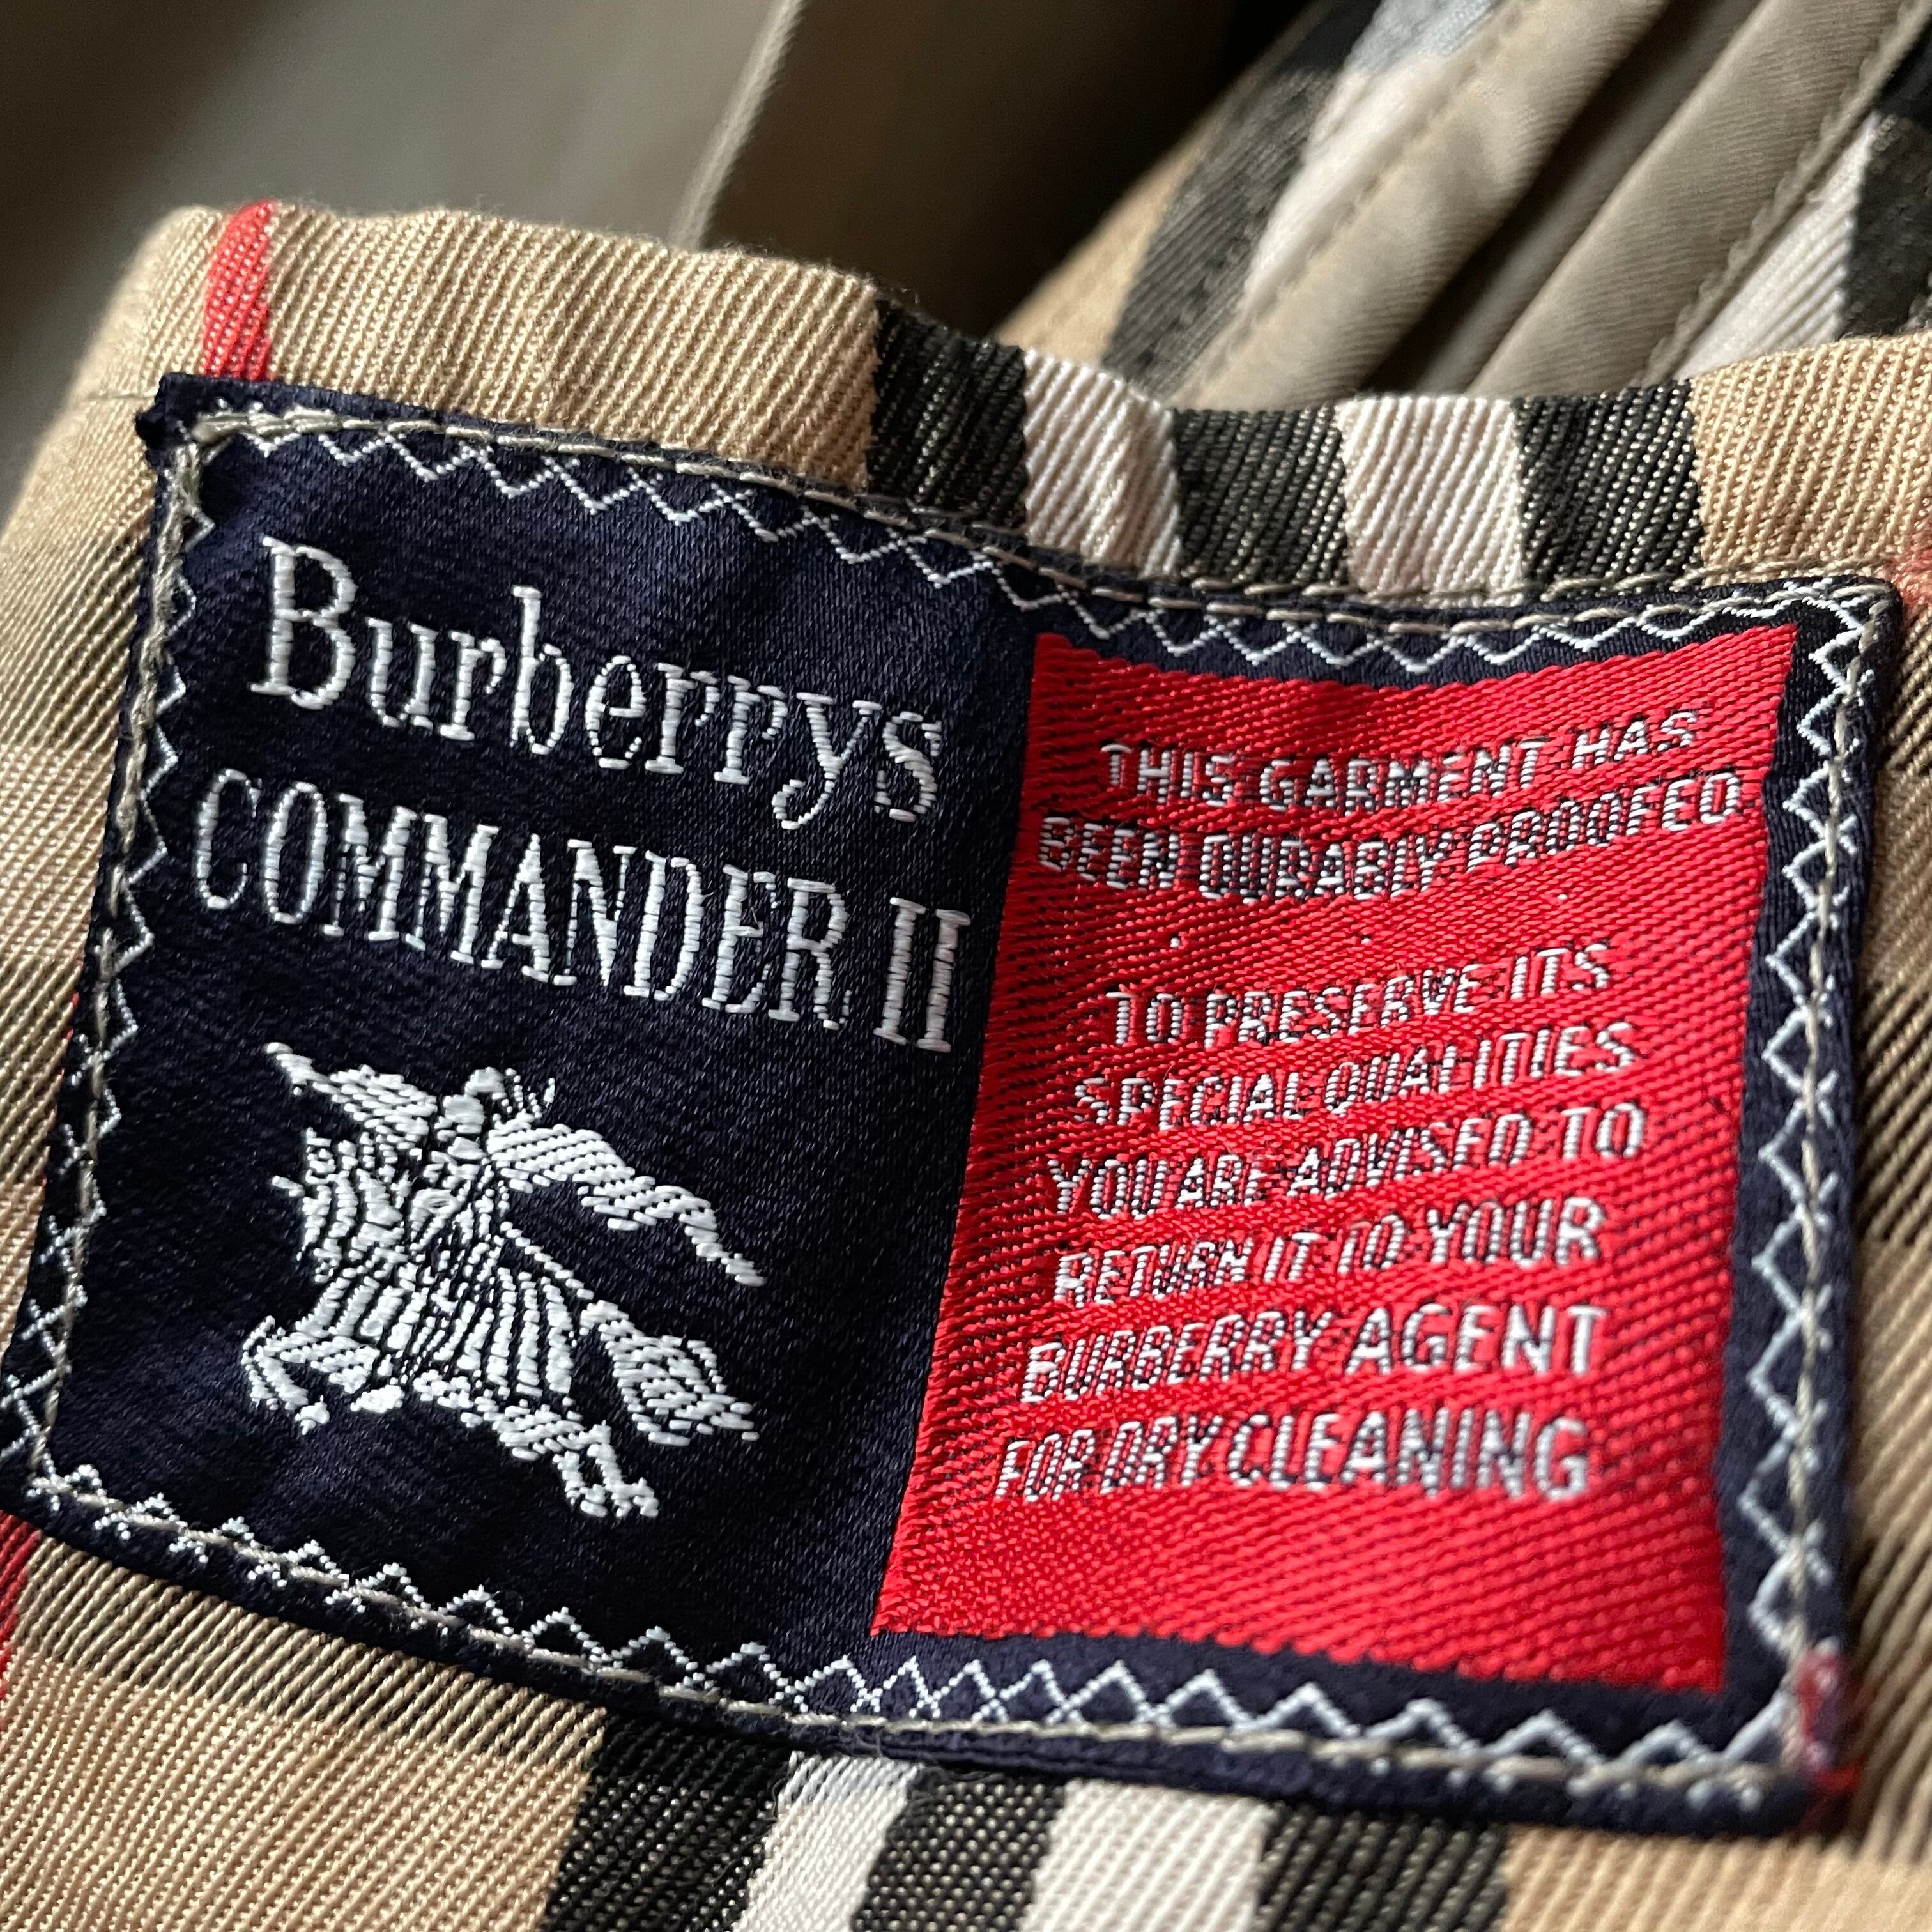 Burberrys
COMMANDER II
THIS GARMENT HAS
BEEN DURABLY PROOFED
TO PRESERVE ITS
SPECIAL QUALITIES
YOU ARE ADVISED TO
RETURN IT TO YOUR
BURBERRY AGENT
FOR DRY CLEANING